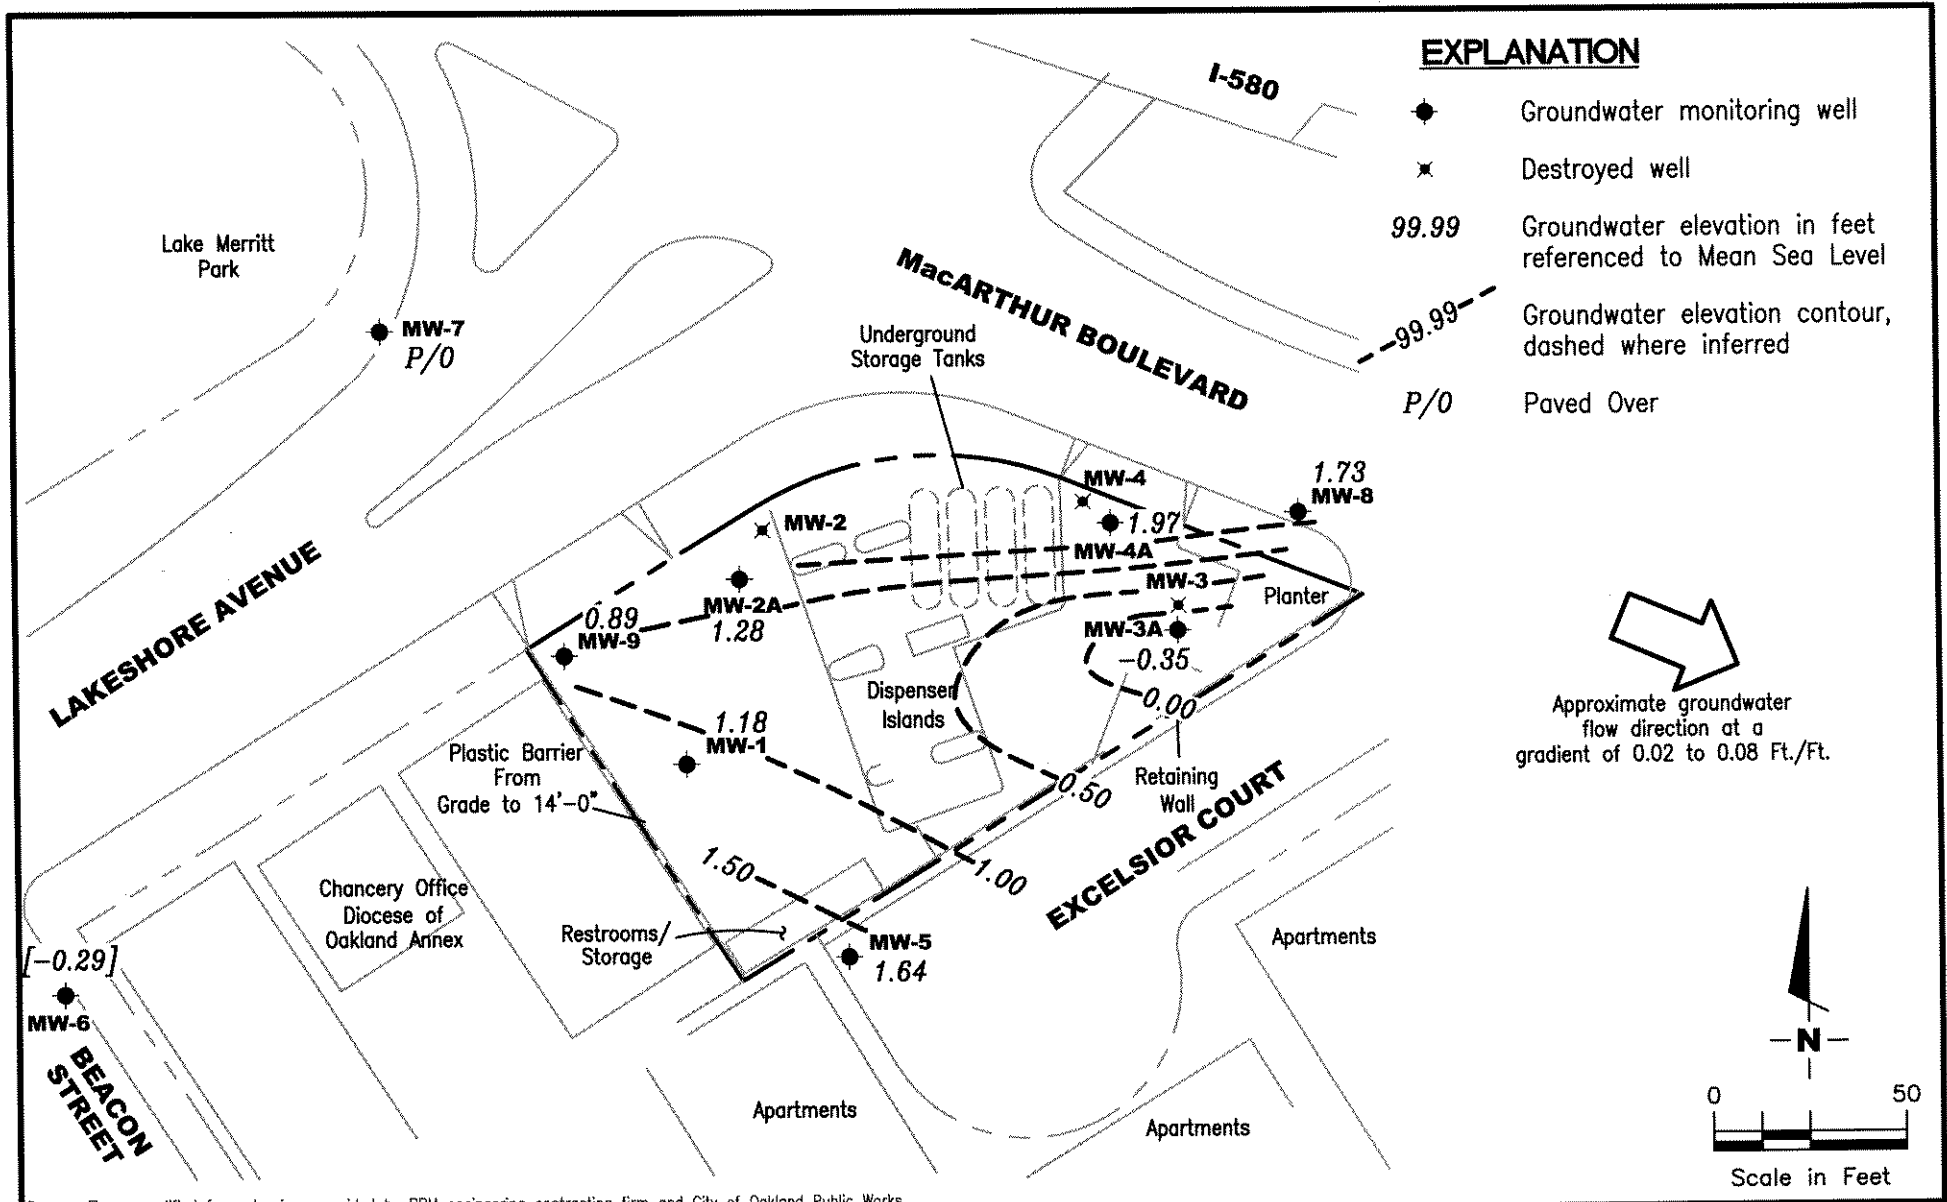 EXPLANATION
Groundwater monitoring well
Destroyed well
99.99
Groundwater elevation in feet
referenced to Mean Sea Level
99.99
Groundwater elevation contour,
dashed where inferred
P/O
Paved Over
I-580
Lake Merritt
Park
MW-7
P/O
MacARTHUR BOULEVARD
Underground
Storage Tanks
LAKESHORE AVENUE
MW-2
MW-4
1.97
MW-4A
1.73
MW-8
MW-3
Planter
MW-2A
1.28
0.89
MW-9
MW-3A
-0.35
Dispenser
Islands
0.00
1.18
MW-1
Plastic Barrier
From
Grade to 14'-0"
0.50
Retaining
Wall
EXCELSIOR COURT
1.50
1.00
Chancery Office
Diocese of
Oakland Annex
Restrooms/
Storage
MW-5
1.64
Apartments
[-0.29]
MW-6
BEACON
STREET
Apartments
Apartments
Approximate groundwater
flow direction at a
gradient of 0.02 to 0.08 Ft./Ft.
N
0 50
Scale in Feet